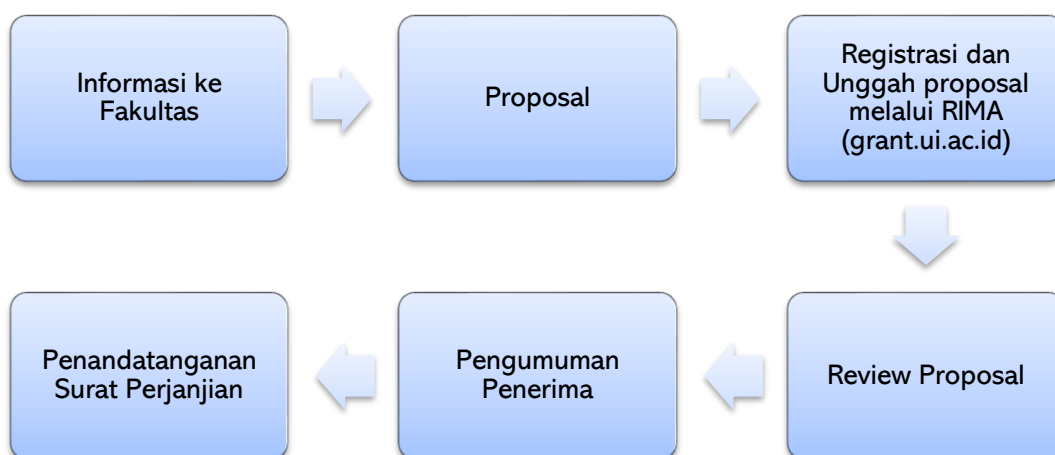 Informasi ke
Fakultas
Proposal
Registrasi dan
Unggah proposal
melalui RIMA
(grant.ui.ac.id)
Review Proposal
Pengumuman
Penerima
Penandatanganan
Surat Perjanjian